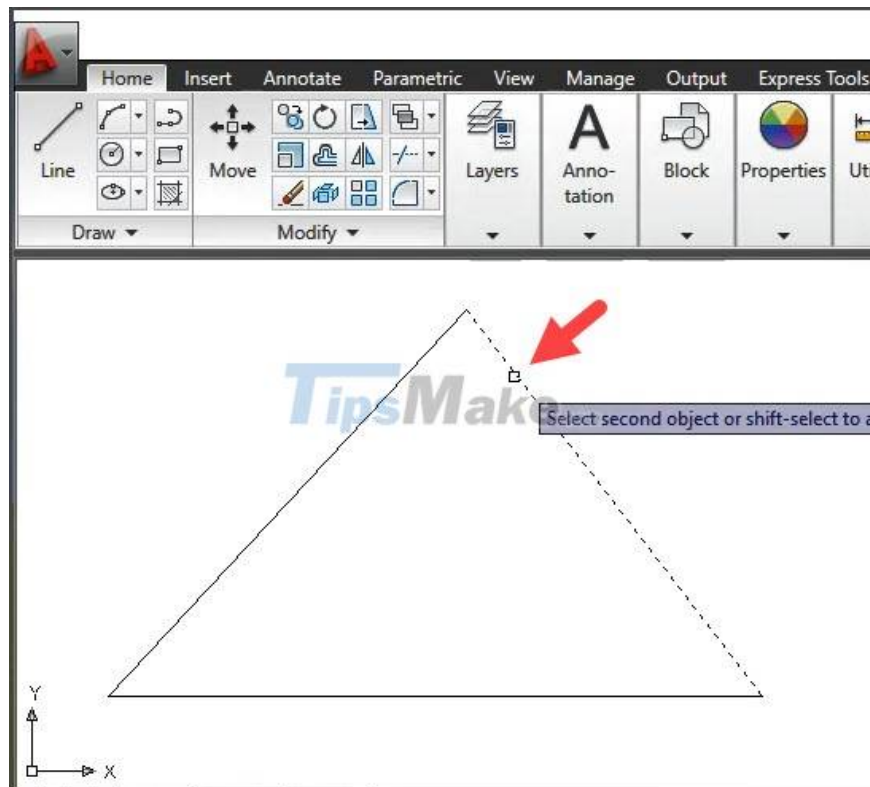 Home Insert Annotate Parametric View Manage Output Express Tools
Line Move Layers Anno-
tation Block Properties Uti
Draw Modify
TipsMake
Select second object or shift-select to a
Y
X